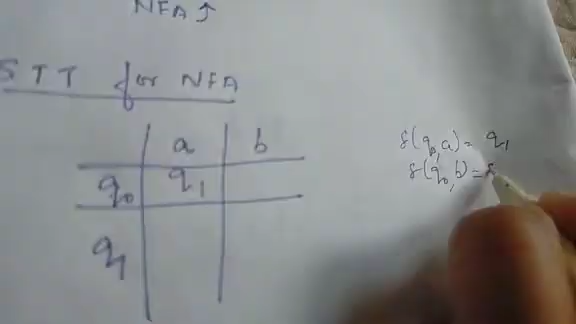 NFA ↑
STT for NFA
a b
q0 q1
q1
δ(q0, a) = q1
δ(q0, b) =